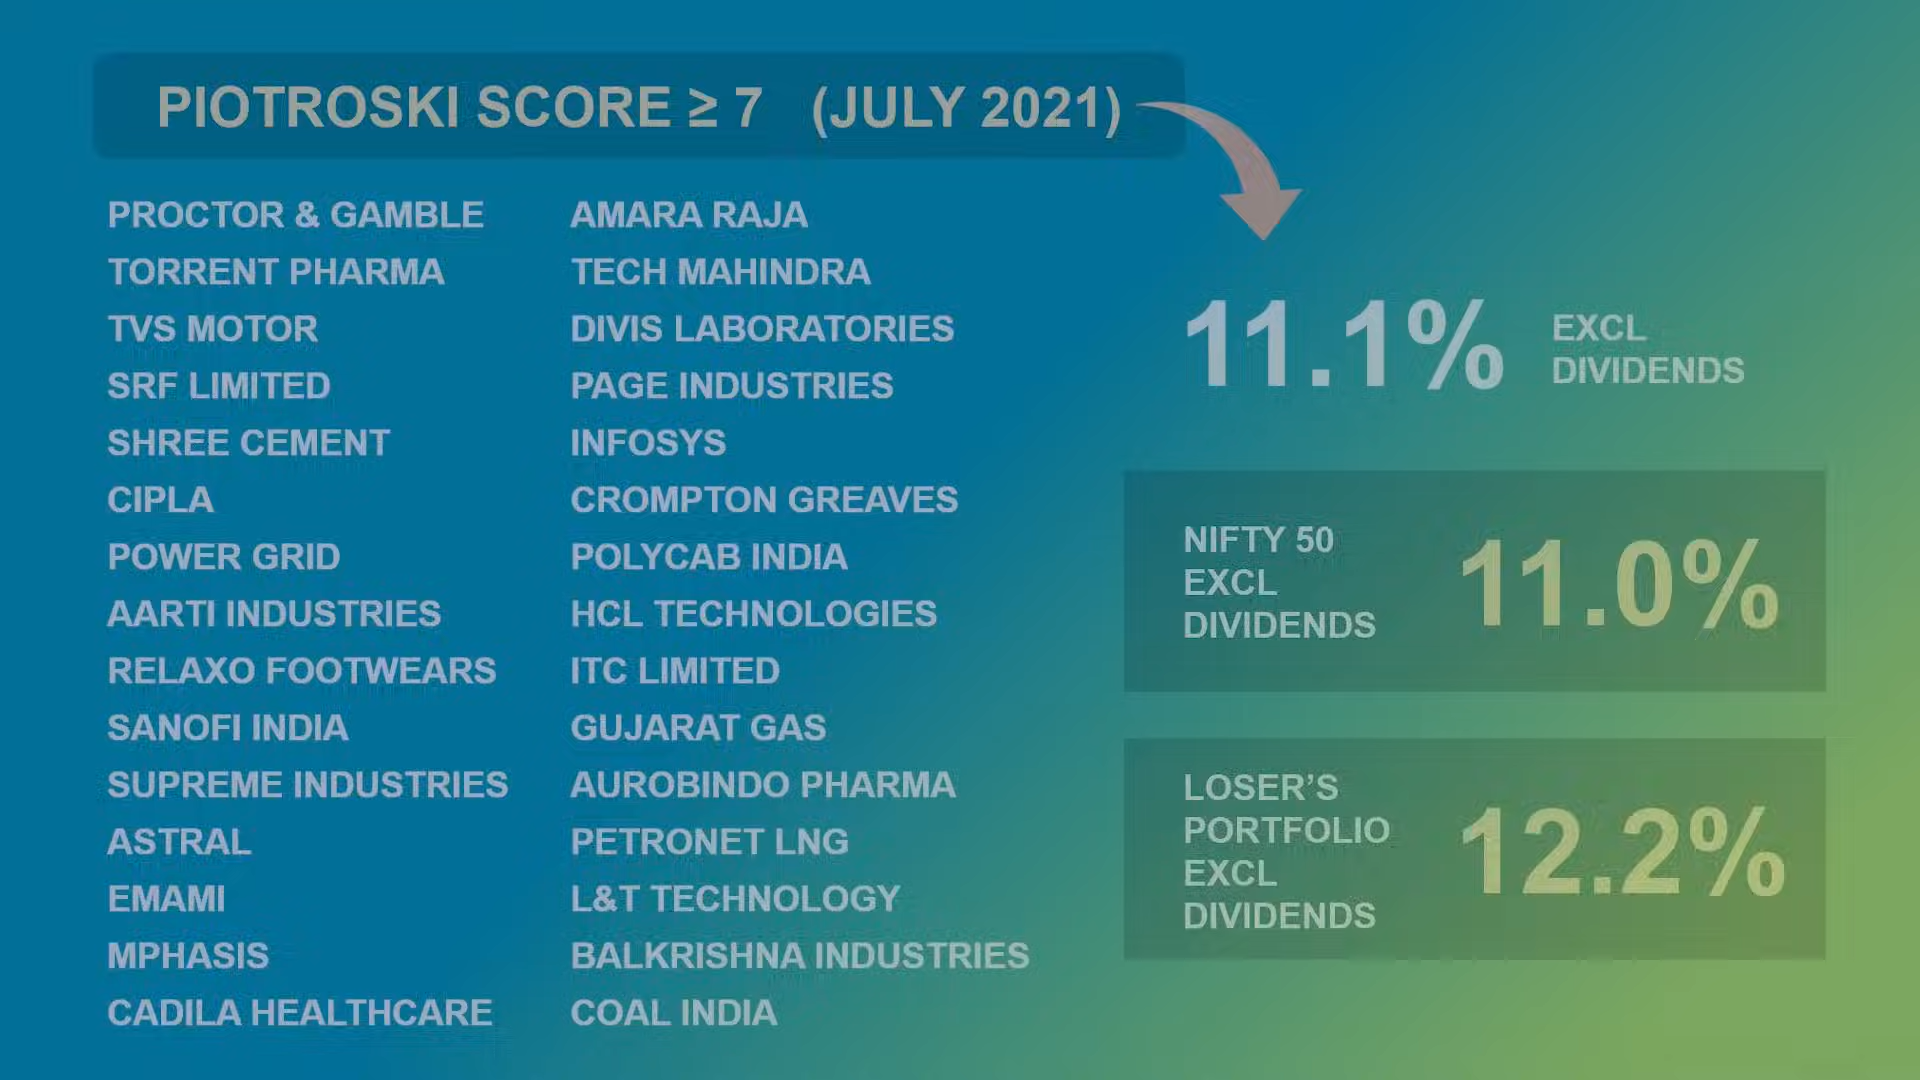 PIOTROSKI SCORE ≥ 7 (JULY 2021)
PROCTOR & GAMBLE
TORRENT PHARMA
TVS MOTOR
SRF LIMITED
SHREE CEMENT
CIPLA
POWER GRID
AARTI INDUSTRIES
RELAXO FOOTWEARS
SANOFI INDIA
SUPREME INDUSTRIES
ASTRAL
EMAMI
MPHASIS
CADILA HEALTHCARE
AMARA RAJA
TECH MAHINDRA
DIVIS LABORATORIES
PAGE INDUSTRIES
INFOSYS
CROMPTON GREAVES
POLYCAB INDIA
HCL TECHNOLOGIES
ITC LIMITED
GUJARAT GAS
AUROBINDO PHARMA
PETRONET LNG
L&T TECHNOLOGY
BALKRISHNA INDUSTRIES
COAL INDIA
11.1%
EXCL
DIVIDENDS
NIFTY 50
EXCL
DIVIDENDS
11.0%
LOSER’S
PORTFOLIO
EXCL
DIVIDENDS
12.2%